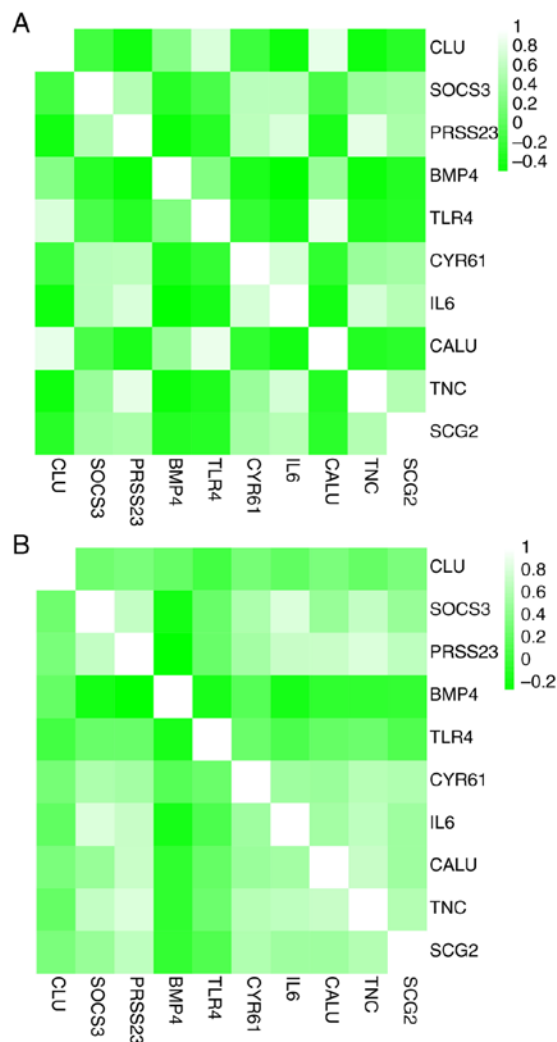 A
CLU
SOCS3
PRSS23
BMP4
TLR4
CYR61
IL6
CALU
TNC
SCG2
1
0.8
0.6
0.4
0.2
0
−0.2
−0.4
CLU
SOCS3
PRSS23
BMP4
TLR4
CYR61
IL6
CALU
TNC
SCG2
B
CLU
SOCS3
PRSS23
BMP4
TLR4
CYR61
IL6
CALU
TNC
SCG2
1
0.8
0.6
0.4
0.2
0
−0.2
CLU
SOCS3
PRSS23
BMP4
TLR4
CYR61
IL6
CALU
TNC
SCG2